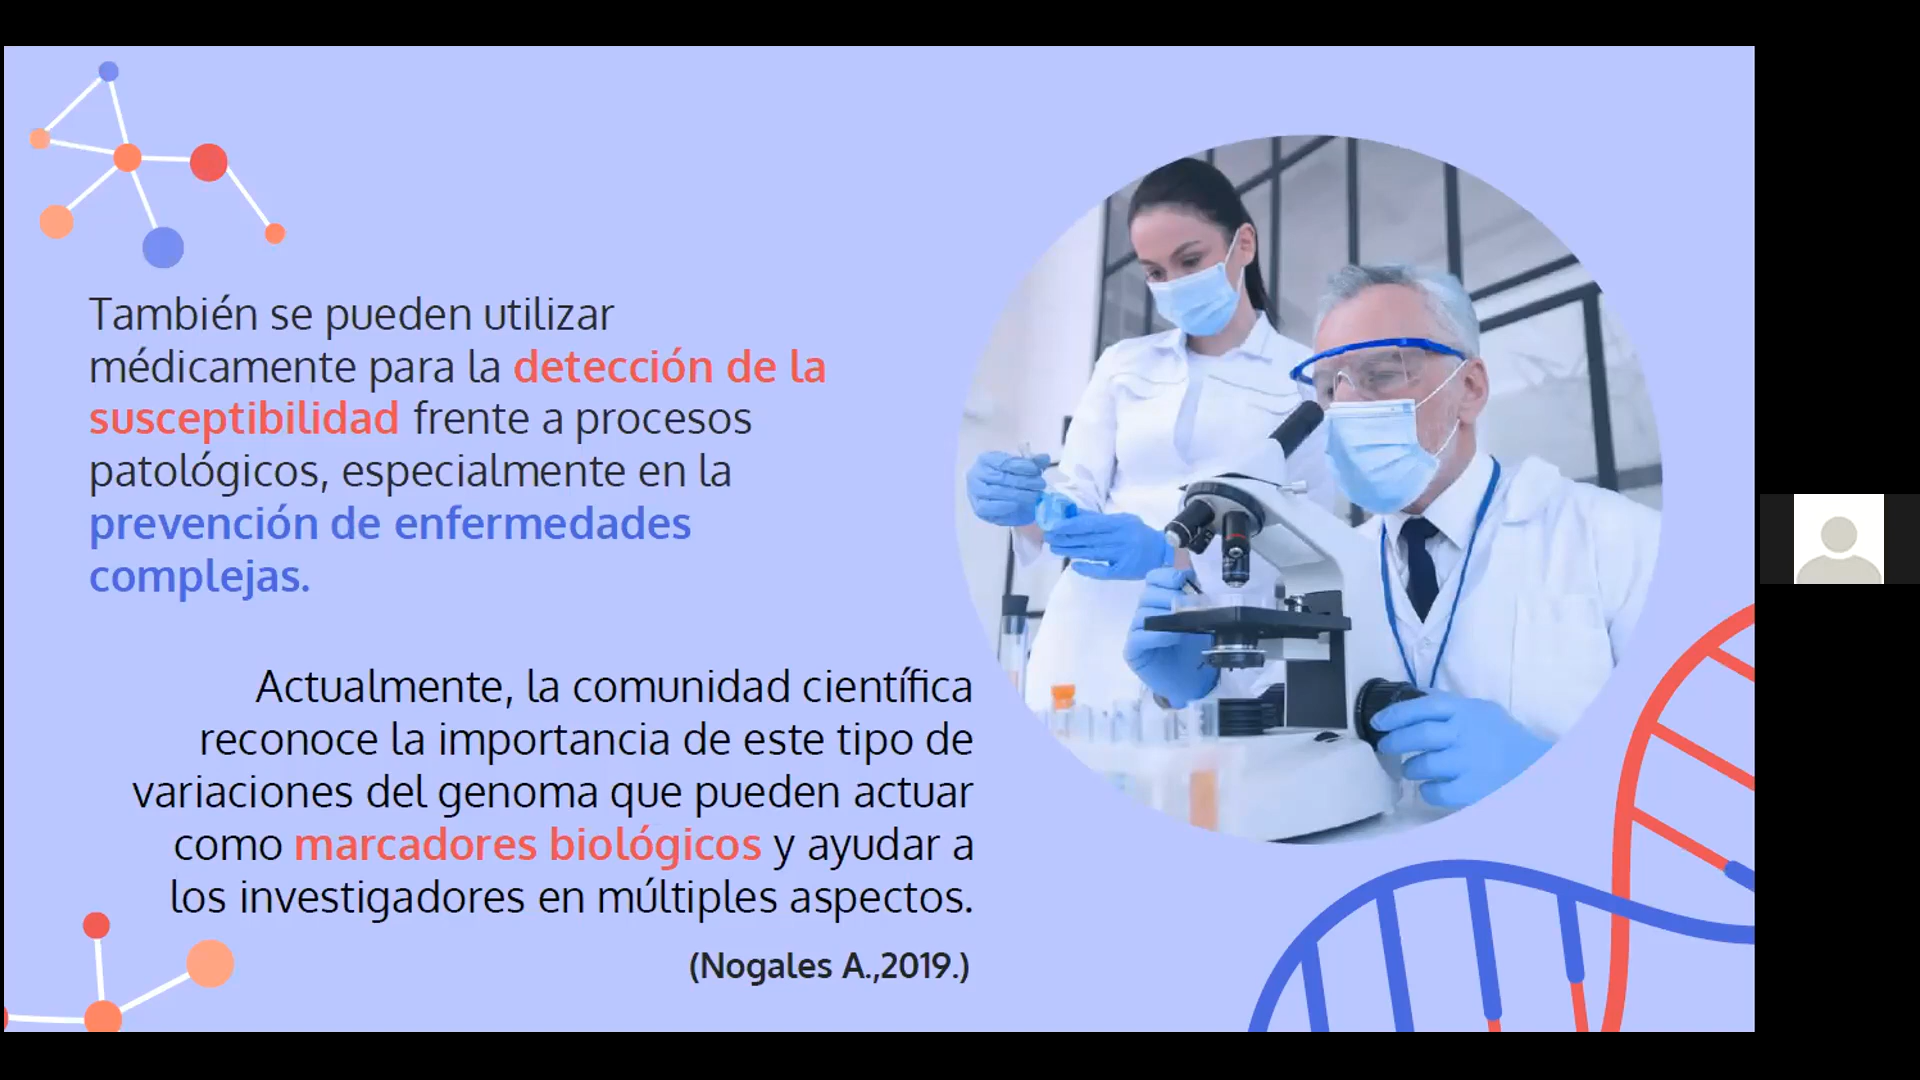 También se pueden utilizar
médicamente para la detección de la
susceptibilidad frente a procesos
patológicos, especialmente en la
prevención de enfermedades
complejas.
Actualmente, la comunidad científica
reconoce la importancia de este tipo de
variaciones del genoma que pueden actuar
como marcadores biológicos y ayudar a
los investigadores en múltiples aspectos.
(Nogales A.,2019.)